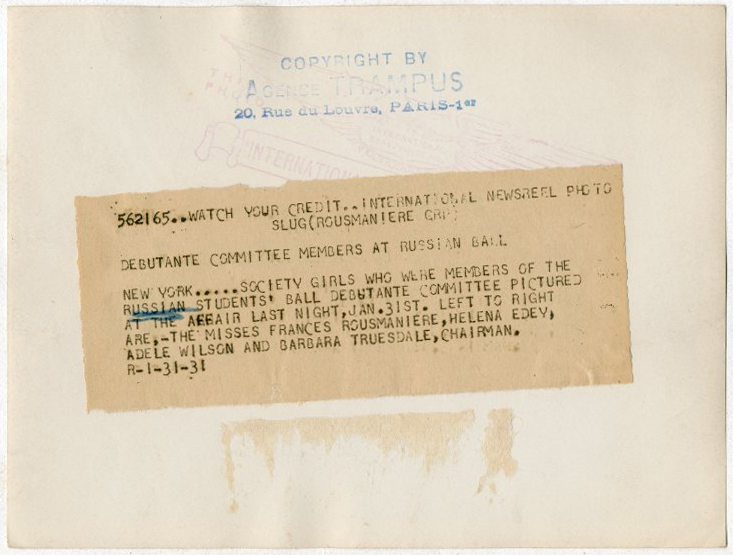 COPYRIGHT BY
AGENCE TRAMPUS
20, Rue du Louvre, PARIS-1er
INTERNATIONAL
562165..WATCH YOUR CREDIT..INTERNATIONAL NEWSREEL PHOTO
SLUG(ROUSMANIERE GRP)
DEBUTANTE COMMITTEE MEMBERS AT RUSSIAN BALL
NEW YORK.....SOCIETY GIRLS WHO WERE MEMBERS OF THE
RUSSIAN STUDENTS' BALL DEBUTANTE COMMITTEE PICTURED
AT THE AFFAIR LAST NIGHT,JAN.31ST. LEFT TO RIGHT
ARE,-THE MISSES FRANCES ROUSMANIERE,HELENA EDEY,
ADELE WILSON AND BARBARA TRUESDALE,CHAIRMAN.
R-1-31-31